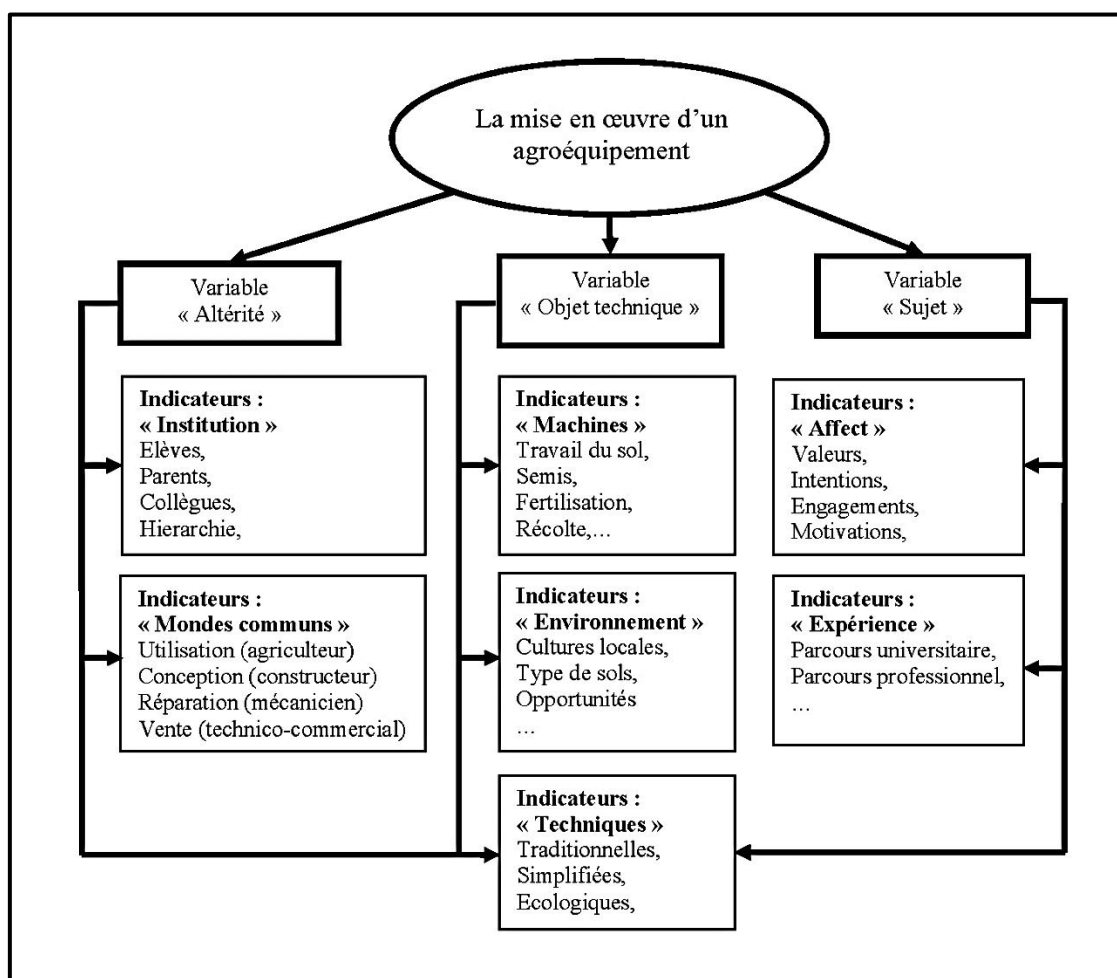 La mise en œuvre d’un
agroéquipement
Variable
« Altérité »
Variable
« Objet technique »
Variable
« Sujet »
Indicateurs :
« Institution »
Elèves,
Parents,
Collègues,
Hierarchie,
Indicateurs :
« Machines »
Travail du sol,
Semis,
Fertilisation,
Récolte,...
Indicateurs :
« Affect »
Valeurs,
Intentions,
Engagements,
Motivations,
Indicateurs :
« Mondes communs »
Utilisation (agriculteur)
Conception (constructeur)
Réparation (mécanicien)
Vente (technico-commercial)
Indicateurs :
« Environnement »
Cultures locales,
Type de sols,
Opportunités
...
Indicateurs :
« Expérience »
Parcours universitaire,
Parcours professionnel,
...
Indicateurs :
« Techniques »
Traditionnelles,
Simplifiées,
Ecologiques,